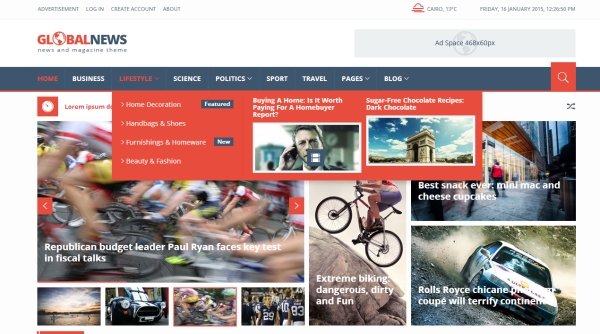 ADVERTISEMENT LOG IN CREATE ACCOUNT ABOUT
CAIRO, 13°C
FRIDAY, 16 JANUARY 2015, 12:26:50 PM
GLOBALNEWS
news and magazine theme
Ad Space 468x60px
HOME BUSINESS LIFESTYLE SCIENCE POLITICS SPORT TRAVEL PAGES BLOG
Lorem ipsum do
> Home Decoration Featured
> Handbags & Shoes
> Furnishings & Homeware New
> Beauty & Fashion
Buying A Home: Is It Worth
Paying For A Homebuyer
Report?
Sugar-Free Chocolate Recipes:
Dark Chocolate
Republican budget leader Paul Ryan faces key test
in fiscal talks
Extreme biking:
dangerous, dirty
and Fun
Best snack ever: mini mac and
cheese cupcakes
Rolls Royce chicane phantom
coupé will terrify continent
83